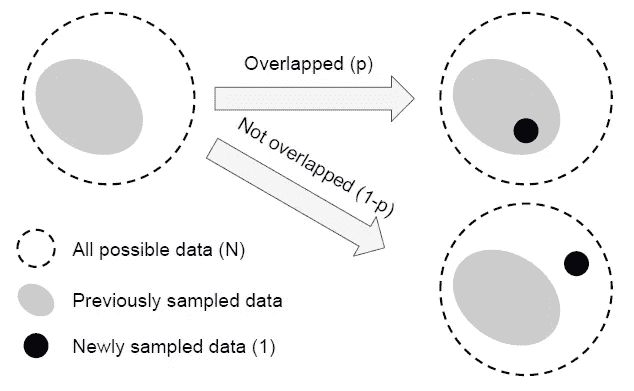 Overlapped (p)
Not overlapped (1-p)
All possible data (N)
Previously sampled data
Newly sampled data (1)